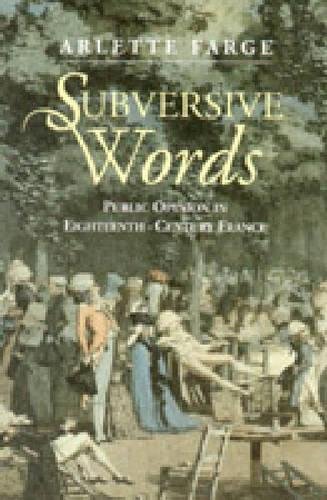 ARLETTE FARGE
SUBVERSIVE
Words
PUBLIC OPINION IN
EIGHTEENTH-CENTURY FRANCE